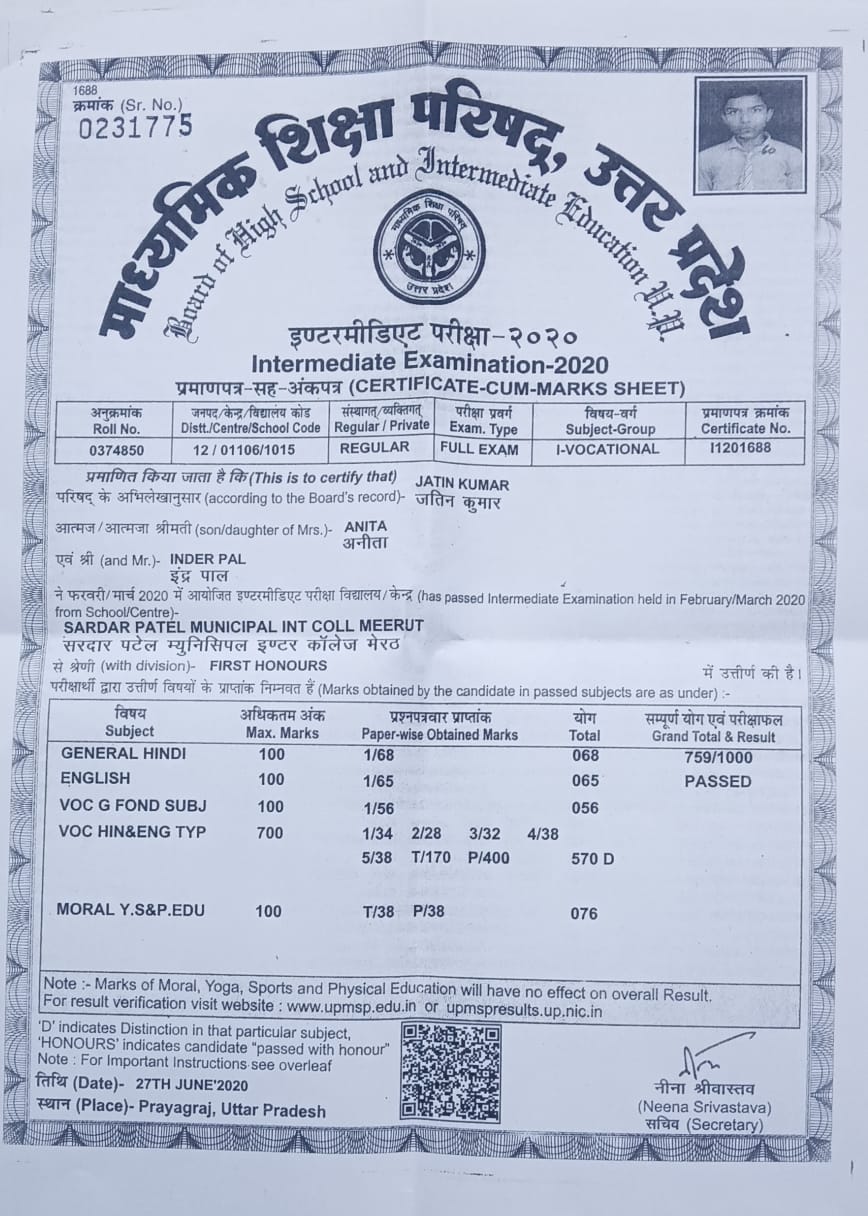 1688
क्रमांक (Sr. No.)
0231775
माध्यमिक शिक्षा परिषद्, उत्तर प्रदेश
Board of High School and Intermediate Education U.P.
माध्यमिक शिक्षा परिषद्
उत्तर प्रदेश
इण्टरमीडिएट परीक्षा-२०२०
Intermediate Examination-2020
प्रमाणपत्र-सह-अंकपत्र (CERTIFICATE-CUM-MARKS SHEET)
अनुक्रमांक जनपद/केन्द्र/विद्यालय कोड संस्थागत/व्यक्तिगत परीक्षा प्रवर्ग विषय-वर्ग प्रमाणपत्र क्रमांक
Roll No. Distt./Centre/School Code Regular / Private Exam. Type Subject-Group Certificate No.
0374850 12 / 01106/1015 REGULAR FULL EXAM I-VOCATIONAL I1201688
प्रमाणित किया जाता है कि (This is to certify that) JATIN KUMAR
परिषद् के अभिलेखानुसार (according to the Board's record)- जतिन कुमार
आत्मज/आत्मजा श्रीमती (son/daughter of Mrs.)- ANITA
अनीता
एवं श्री (and Mr.)- INDER PAL
इंद्र पाल
ने फरवरी/मार्च 2020 में आयोजित इण्टरमीडिएट परीक्षा विद्यालय/केन्द्र (has passed Intermediate Examination held in February/March 2020
from School/Centre)-
SARDAR PATEL MUNICIPAL INT COLL MEERUT
सरदार पटेल म्युनिसिपल इण्टर कॉलेज मेरठ
से श्रेणी (with division)- FIRST HONOURS में उत्तीर्ण की है।
परीक्षार्थी द्वारा उत्तीर्ण विषयों के प्राप्तांक निम्नवत हैं (Marks obtained by the candidate in passed subjects are as under) :-
विषय अधिकतम अंक प्रश्नपत्रवार प्राप्तांक योग सम्पूर्ण योग एवं परीक्षाफल
Subject Max. Marks Paper-wise Obtained Marks Total Grand Total & Result
GENERAL HINDI 100 1/68 068 759/1000
ENGLISH 100 1/65 065 PASSED
VOC G FOND SUBJ 100 1/56 056
VOC HIN&ENG TYP 700 1/34 2/28 3/32 4/38
5/38 T/170 P/400 570 D
MORAL Y.S&P.EDU 100 T/38 P/38 076
Note :- Marks of Moral, Yoga, Sports and Physical Education will have no effect on overall Result.
For result verification visit website : www.upmsp.edu.in or upmspresults.up.nic.in
'D' indicates Distinction in that particular subject,
'HONOURS' indicates candidate "passed with honour"
Note : For Important Instructions see overleaf
तिथि (Date)- 27TH JUNE'2020
स्थान (Place)- Prayagraj, Uttar Pradesh
नीना श्रीवास्तव
(Neena Srivastava)
सचिव (Secretary)